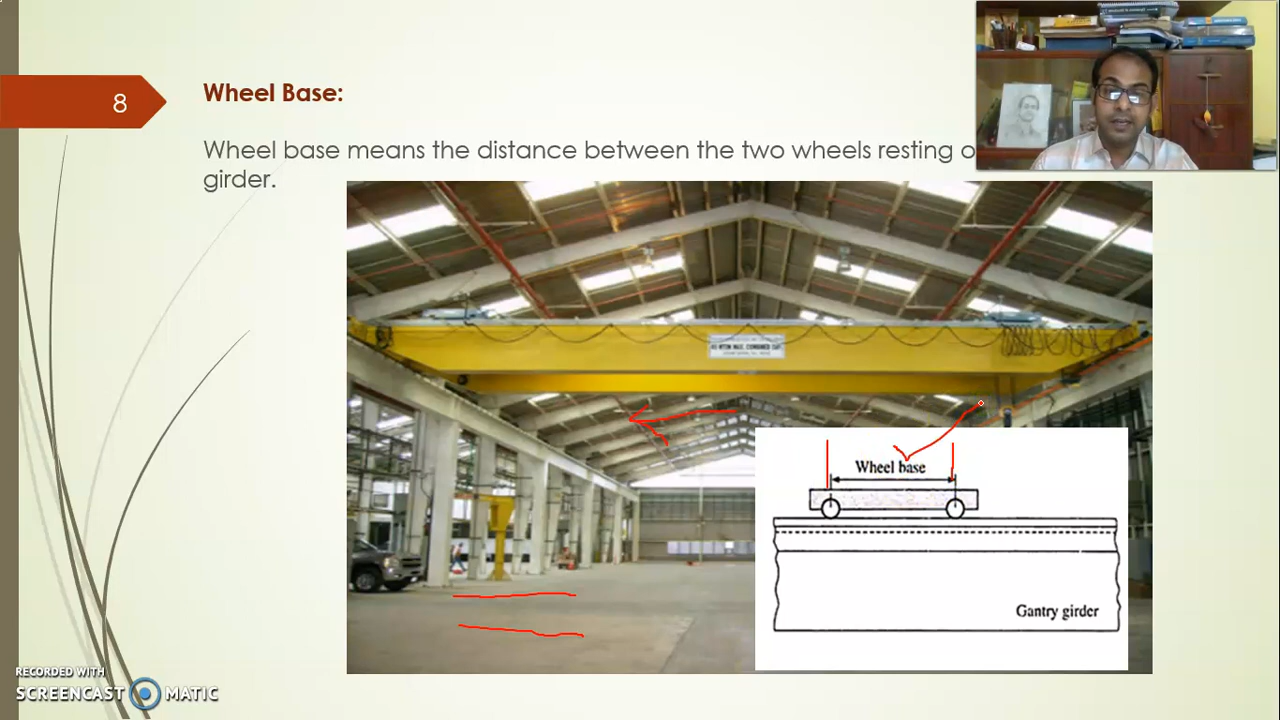 8
Wheel Base:
Wheel base means the distance between the two wheels resting
girder.
Wheel base
Gantry girder
RECORDED WITH
SCREENCAST MATIC